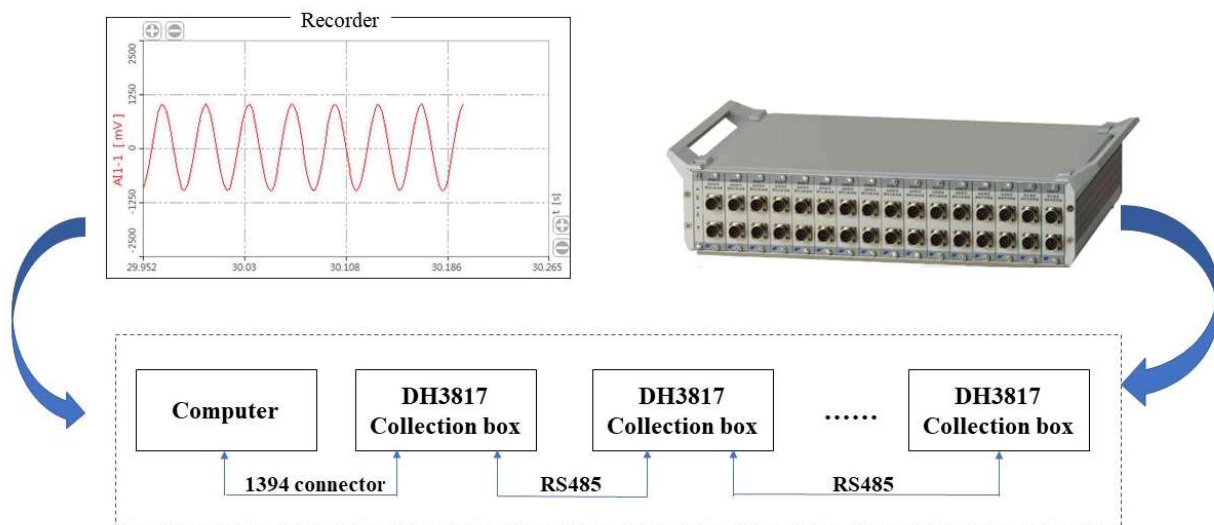 Recorder
2500
1250
0
-1250
-2500
AI1-1 [ mV ]
t [s]
29.952 30.03 30.108 30.186 30.265
Computer
DH3817
Collection box
DH3817
Collection box
......
DH3817
Collection box
1394 connector
RS485
RS485